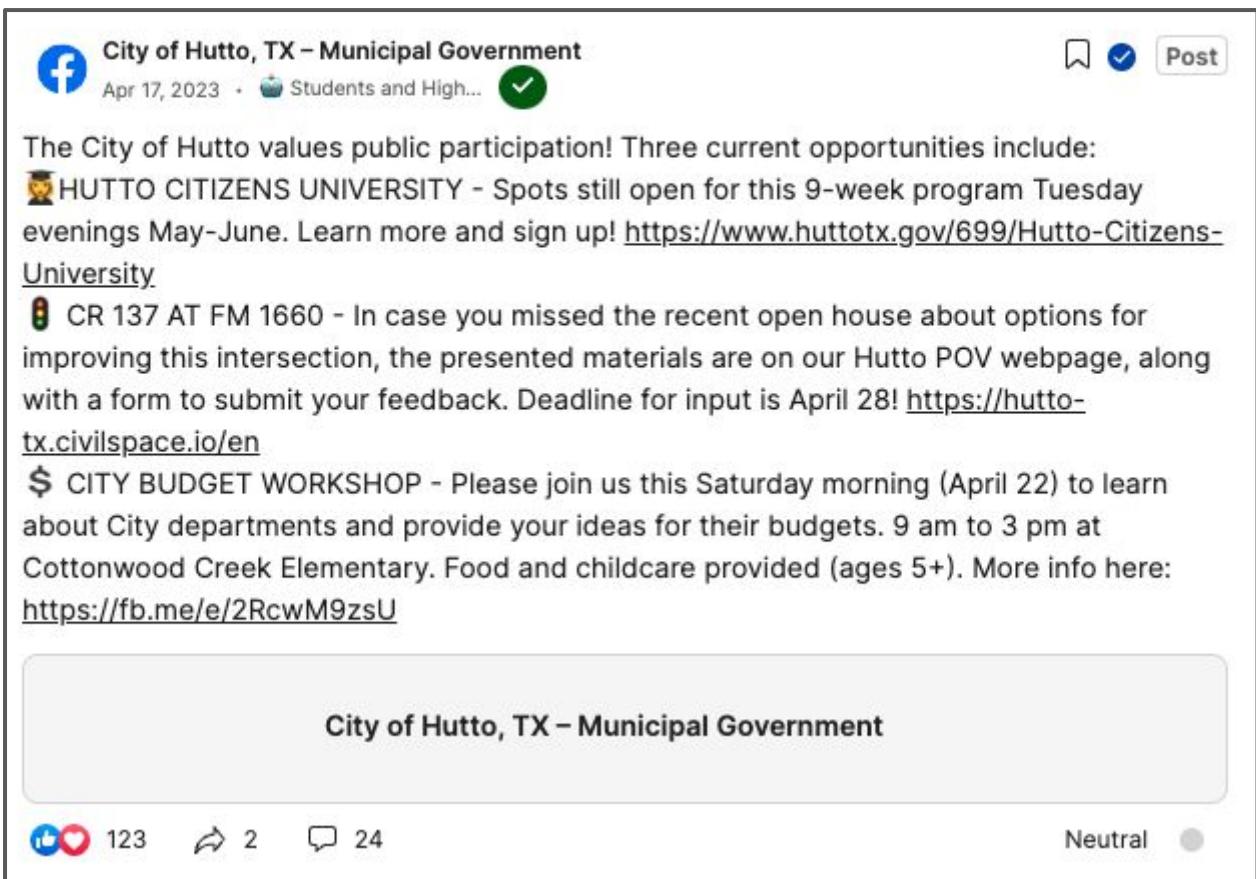 City of Hutto, TX – Municipal Government
Post
Apr 17, 2023 · Students and High...
The City of Hutto values public participation! Three current opportunities include:
👩‍🎓HUTTO CITIZENS UNIVERSITY - Spots still open for this 9-week program Tuesday
evenings May-June. Learn more and sign up! https://www.huttotx.gov/699/Hutto-Citizens-
University
🚦 CR 137 AT FM 1660 - In case you missed the recent open house about options for
improving this intersection, the presented materials are on our Hutto POV webpage, along
with a form to submit your feedback. Deadline for input is April 28! https://hutto-
tx.civilspace.io/en
💲 CITY BUDGET WORKSHOP - Please join us this Saturday morning (April 22) to learn
about City departments and provide your ideas for their budgets. 9 am to 3 pm at
Cottonwood Creek Elementary. Food and childcare provided (ages 5+). More info here:
https://fb.me/e/2RcwM9zsU
City of Hutto, TX – Municipal Government
123 2 24 Neutral